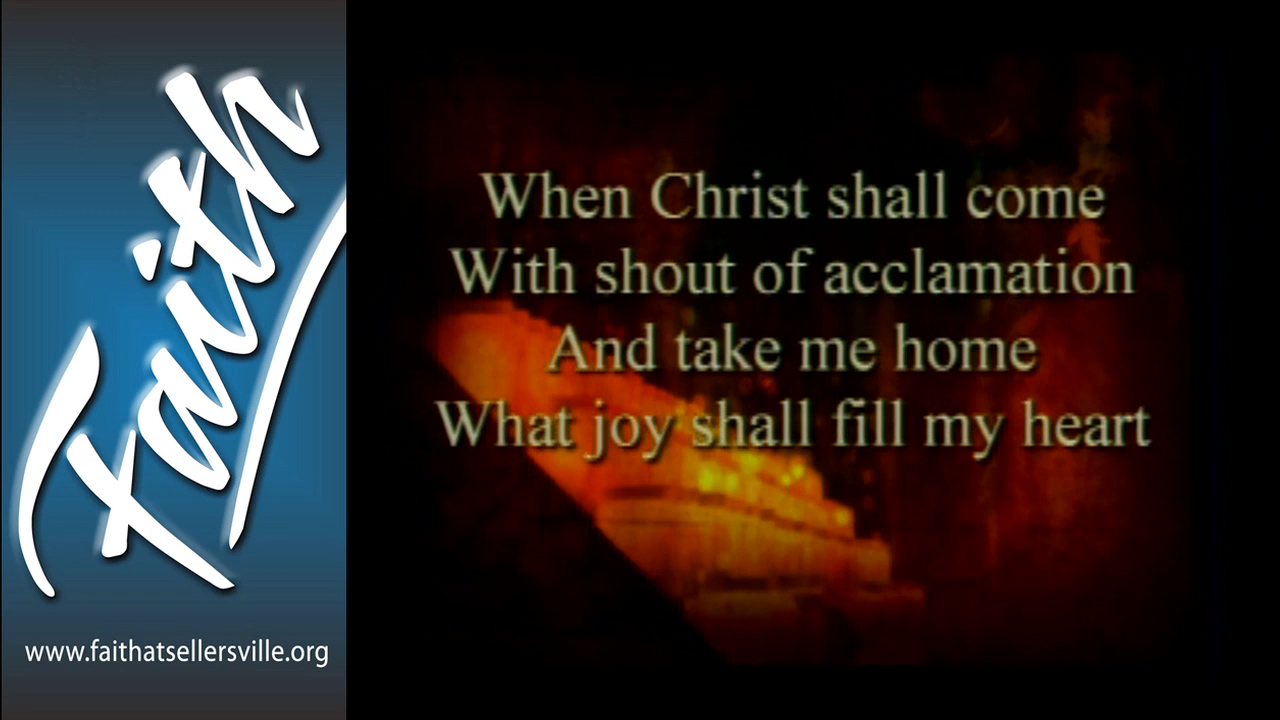 Faith
www.faithatsellersville.org
When Christ shall come
With shout of acclamation
And take me home
What joy shall fill my heart